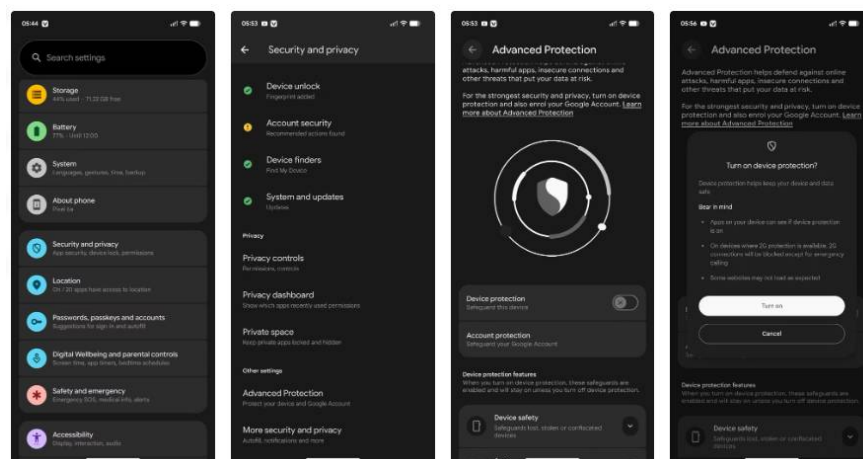 05:44
Search settings
Storage
44% used - 71.23 GB free
Battery
77% - Until 12:00
System
Languages, gestures, time, backup
About phone
Pixel 6a
Security and privacy
App security, device lock, permissions
Location
On / 20 apps have access to location
Passwords, passkeys and accounts
Suggestions for sign-in and autofill
Digital Wellbeing and parental controls
Screen time, app timers, bedtime schedules
Safety and emergency
Emergency SOS, medical info, alerts
Accessibility
Display, interaction, audio
05:53
Security and privacy
Device unlock
Fingerprint added
Account security
Recommended actions found
Device finders
Find My Device
System and updates
Updates
Privacy
Privacy controls
Permissions, controls
Privacy dashboard
Show which apps recently used permissions
Private space
Keep private apps locked and hidden
Other settings
Advanced Protection
Protect your device and Google Account
More security and privacy
Autofill, notifications and more
05:53
Advanced Protection
attacks, harmful apps, insecure connections and
other threats that put your data at risk.
For the strongest security and privacy, turn on device
protection and also enrol your Google Account. Learn
more about Advanced Protection
Device protection
Safeguard this device
Account protection
Safeguard your Google Account
Device protection features
When you turn on device protection, these safeguards are
enabled and will stay on unless you turn off device protection.
Device safety
Safeguards lost, stolen or confiscated
devices
05:56
Advanced Protection
Advanced Protection helps defend against online
attacks, harmful apps, insecure connections and
other threats that put your data at risk.
For the strongest security and privacy, turn on device
protection and also enrol your Google Account. Learn
more about Advanced Protection
Turn on device protection?
Device protection helps keep your device and data
safe
Bear in mind
• Apps on your device can see if device protection
is on
• On devices where 2G protection is available, 2G
connections will be blocked except for emergency
calling
• Some websites may not load as expected
Turn on
Cancel
Device protection features
When you turn on device protection, these safeguards are
enabled and will stay on unless you turn off device protection.
Device safety
Safeguards lost, stolen or confiscated
devices